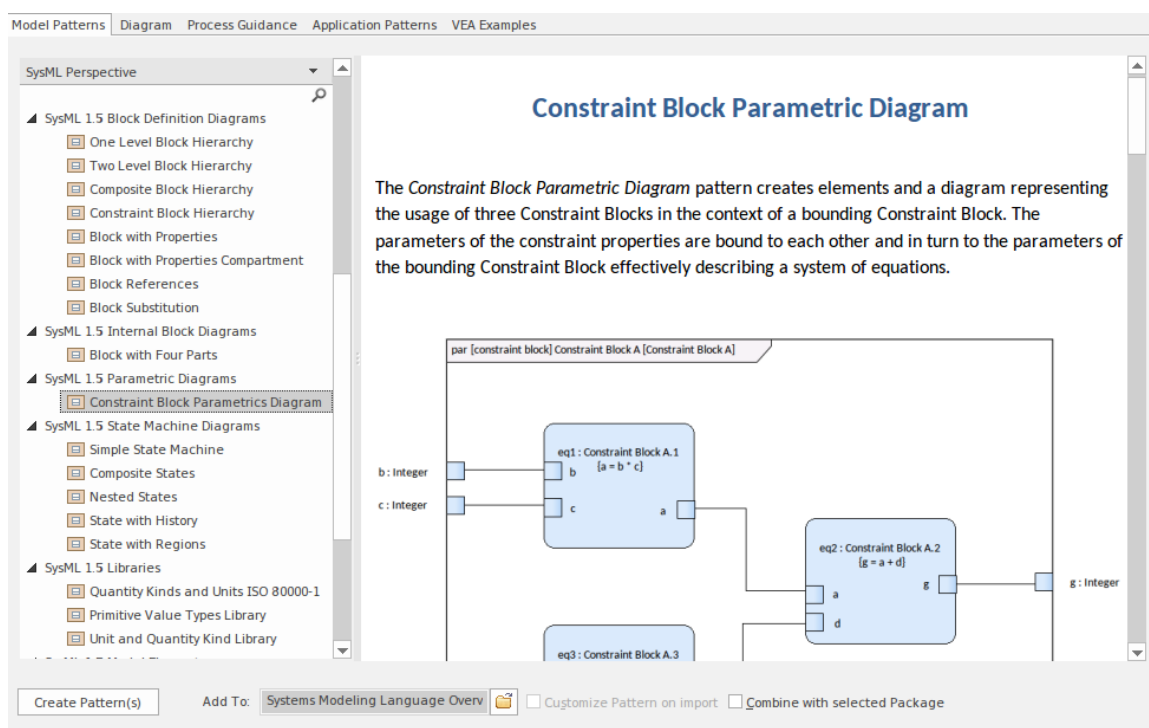 Model Patterns Diagram Process Guidance Application Patterns VEA Examples
SysML Perspective
SysML 1.5 Block Definition Diagrams
One Level Block Hierarchy
Two Level Block Hierarchy
Composite Block Hierarchy
Constraint Block Hierarchy
Block with Properties
Block with Properties Compartment
Block References
Block Substitution
SysML 1.5 Internal Block Diagrams
Block with Four Parts
SysML 1.5 Parametric Diagrams
Constraint Block Parametrics Diagram
SysML 1.5 State Machine Diagrams
Simple State Machine
Composite States
Nested States
State with History
State with Regions
SysML 1.5 Libraries
Quantity Kinds and Units ISO 80000-1
Primitive Value Types Library
Unit and Quantity Kind Library
Constraint Block Parametric Diagram
The Constraint Block Parametric Diagram pattern creates elements and a diagram representing
the usage of three Constraint Blocks in the context of a bounding Constraint Block. The
parameters of the constraint properties are bound to each other and in turn to the parameters of
the bounding Constraint Block effectively describing a system of equations.
par [constraint block] Constraint Block A [Constraint Block A]
eq1 : Constraint Block A.1
{a = b * c}
b : Integer
b
c : Integer
c
a
eq2 : Constraint Block A.2
{g = a + d}
g
g : Integer
a
d
eq3 : Constraint Block A.3
Create Pattern(s) Add To: Systems Modeling Language Overv Customize Pattern on import Combine with selected Package